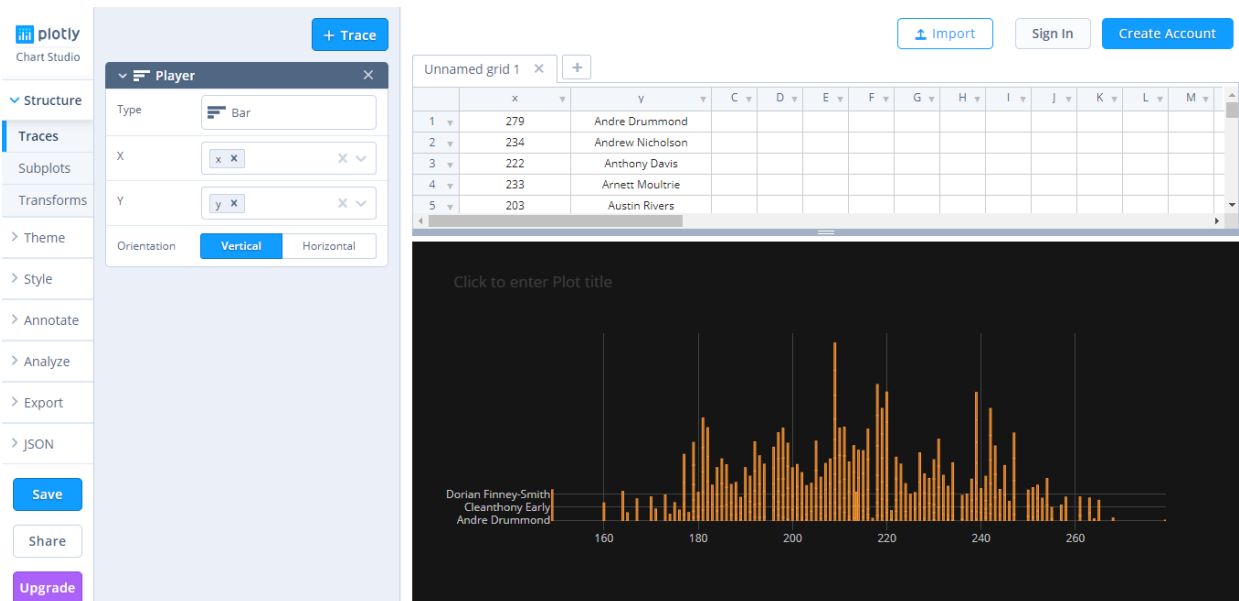 plotly
Chart Studio
Structure
Traces
Subplots
Transforms
Theme
Style
Annotate
Analyze
Export
JSON
Save
Share
Upgrade
+ Trace
Player
Type
Bar
X
x ×
Y
y ×
Orientation Vertical Horizontal
Import
Sign In
Create Account
Unnamed grid 1 × +
x y C D E F G H I J K L M
1 279 Andre Drummond
2 234 Andrew Nicholson
3 222 Anthony Davis
4 233 Arnett Moultrie
5 203 Austin Rivers
Click to enter Plot title
Dorian Finney-Smith
Cleanthony Early
Andre Drummond
160 180 200 220 240 260